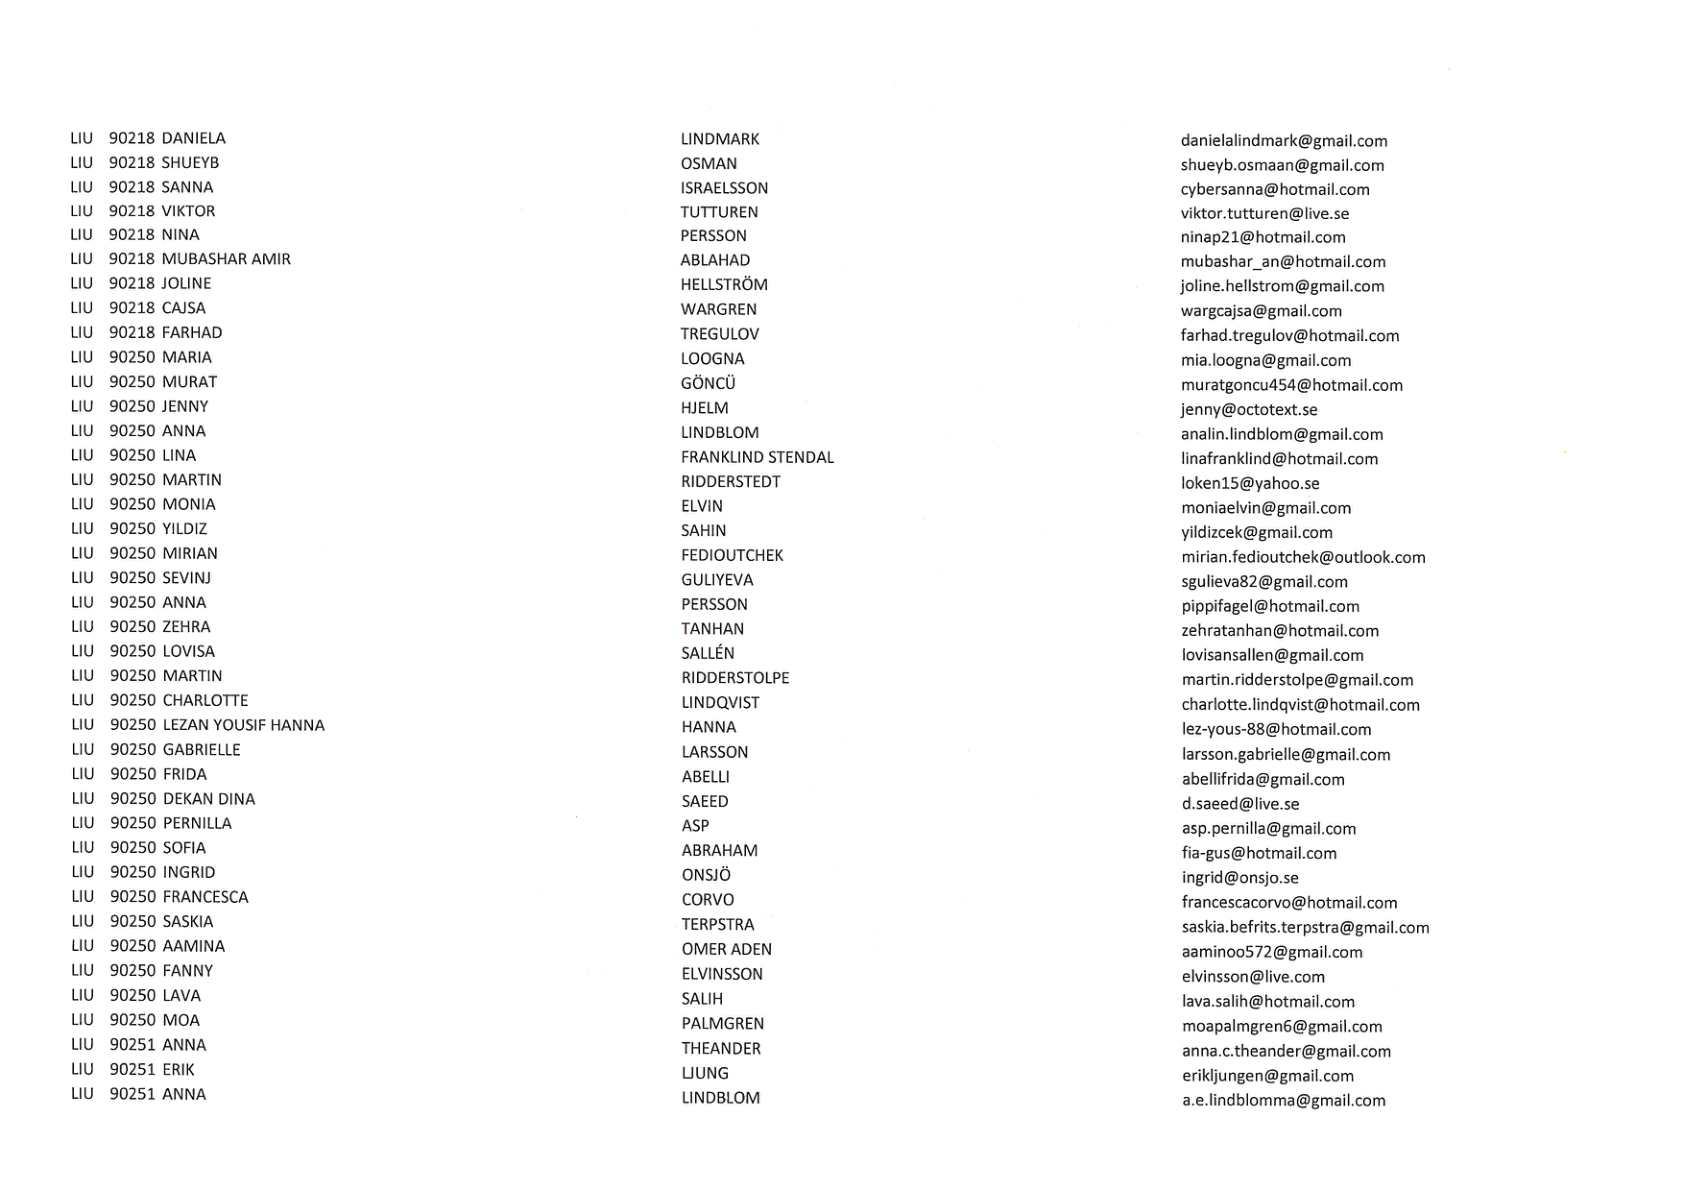 LIU 90218 DANIELA LINDMARK danielalindmark@gmail.com
LIU 90218 SHUEYB OSMAN shueyb.osmaan@gmail.com
LIU 90218 SANNA ISRAELSSON cybersanna@hotmail.com
LIU 90218 VIKTOR TUTTUREN viktor.tutturen@live.se
LIU 90218 NINA PERSSON ninap21@hotmail.com
LIU 90218 MUBASHAR AMIR ABLAHAD mubashar_an@hotmail.com
LIU 90218 JOLINE HELLSTRÖM joline.hellstrom@gmail.com
LIU 90218 CAJSA WARGREN wargcajsa@gmail.com
LIU 90218 FARHAD TREGULOV farhad.tregulov@hotmail.com
LIU 90250 MARIA LOOGNA mia.loogna@gmail.com
LIU 90250 MURAT GÖNCÜ muratgoncu454@hotmail.com
LIU 90250 JENNY HJELM jenny@octotext.se
LIU 90250 ANNA LINDBLOM analin.lindblom@gmail.com
LIU 90250 LINA FRANKLIND STENDAL linafranklind@hotmail.com
LIU 90250 MARTIN RIDDERSTEDT loken15@yahoo.se
LIU 90250 MONIA ELVIN moniaelvin@gmail.com
LIU 90250 YILDIZ SAHIN yildizcek@gmail.com
LIU 90250 MIRIAN FEDIOUTCHEK mirian.fedioutchek@outlook.com
LIU 90250 SEVINJ GULIYEVA sgulieva82@gmail.com
LIU 90250 ANNA PERSSON pippifagel@hotmail.com
LIU 90250 ZEHRA TANHAN zehratanhan@hotmail.com
LIU 90250 LOVISA SALLÉN lovisansallen@gmail.com
LIU 90250 MARTIN RIDDERSTOLPE martin.ridderstolpe@gmail.com
LIU 90250 CHARLOTTE LINDQVIST charlotte.lindqvist@hotmail.com
LIU 90250 LEZAN YOUSIF HANNA HANNA lez-yous-88@hotmail.com
LIU 90250 GABRIELLE LARSSON larsson.gabrielle@gmail.com
LIU 90250 FRIDA ABELLI abellifrida@gmail.com
LIU 90250 DEKAN DINA SAEED d.saeed@live.se
LIU 90250 PERNILLA ASP asp.pernilla@gmail.com
LIU 90250 SOFIA ABRAHAM fia-gus@hotmail.com
LIU 90250 INGRID ONSJÖ ingrid@onsjo.se
LIU 90250 FRANCESCA CORVO francescacorvo@hotmail.com
LIU 90250 SASKIA TERPSTRA saskia.befrits.terpstra@gmail.com
LIU 90250 AAMINA OMER ADEN aaminoo572@gmail.com
LIU 90250 FANNY ELVINSSON elvinsson@live.com
LIU 90250 LAVA SALIH lava.salih@hotmail.com
LIU 90250 MOA PALMGREN moapalmgren6@gmail.com
LIU 90251 ANNA THEANDER anna.c.theander@gmail.com
LIU 90251 ERIK LJUNG erikljungen@gmail.com
LIU 90251 ANNA LINDBLOM a.e.lindblomma@gmail.com